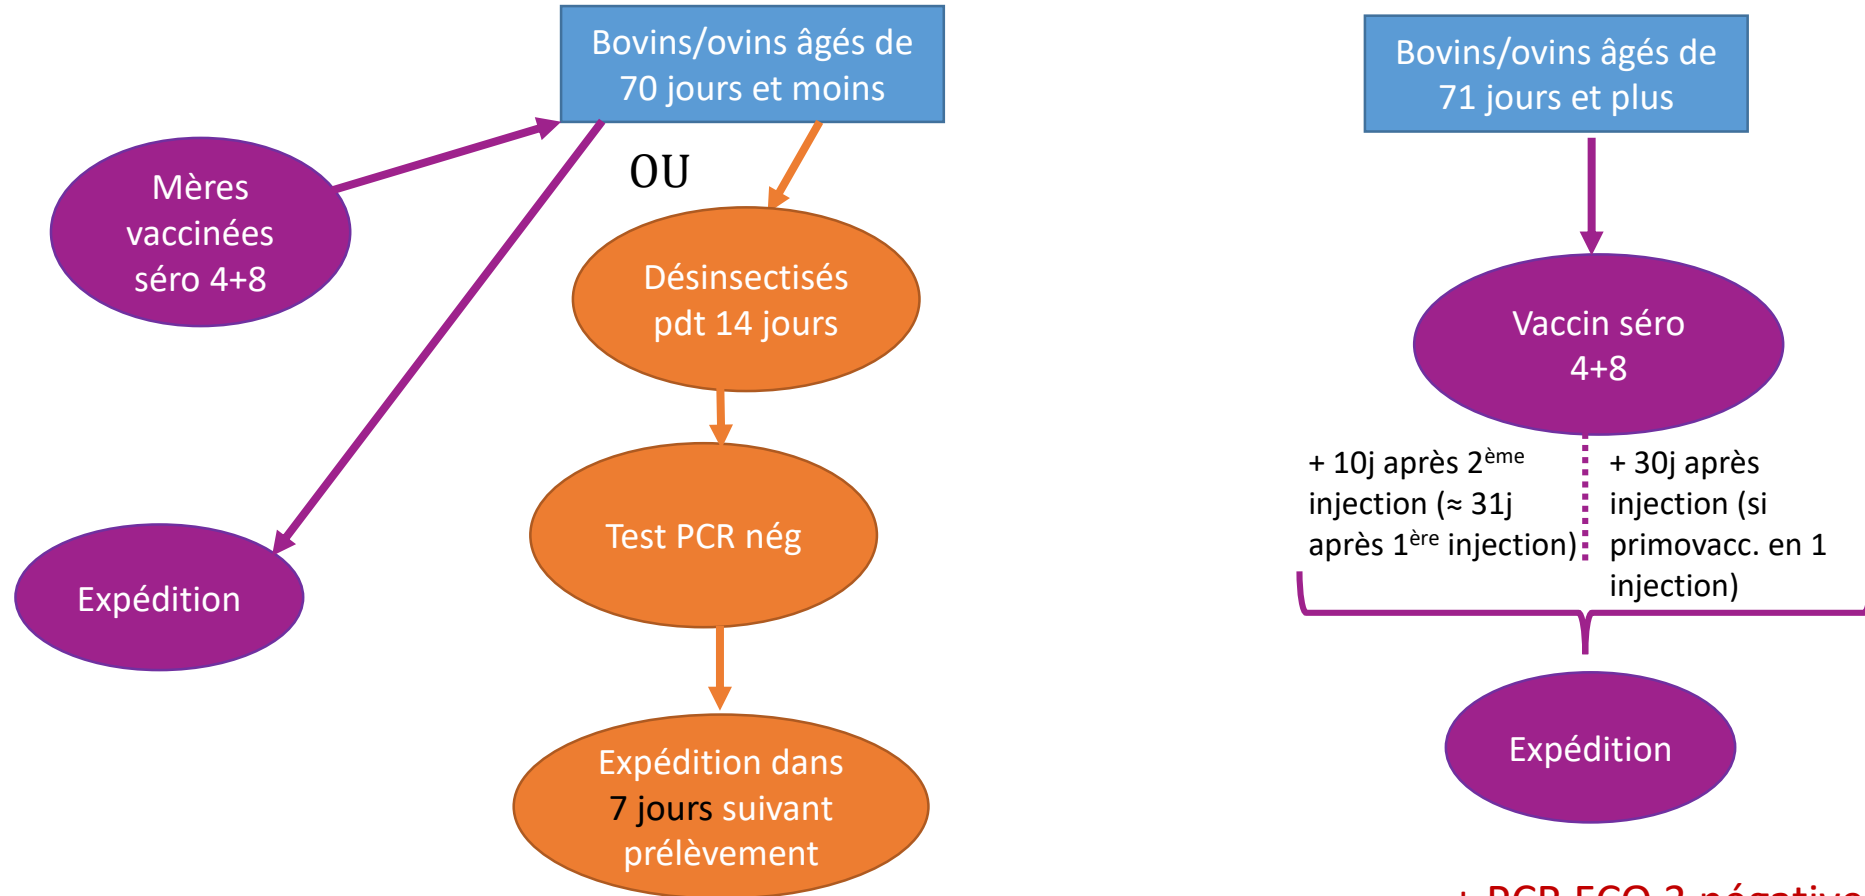 Bovins/ovins âgés de
70 jours et moins
Mères
vaccinées
séro 4+8
OU
Désinsectisés
pdt 14 jours
Test PCR nég
Expédition
Expédition dans
7 jours suivant
prélèvement
Bovins/ovins âgés de
71 jours et plus
Vaccin séro
4+8
+ 10j après 2ème
injection (≈ 31j
après 1ère injection)
+ 30j après
injection (si
primovacc. en 1
injection)
Expédition